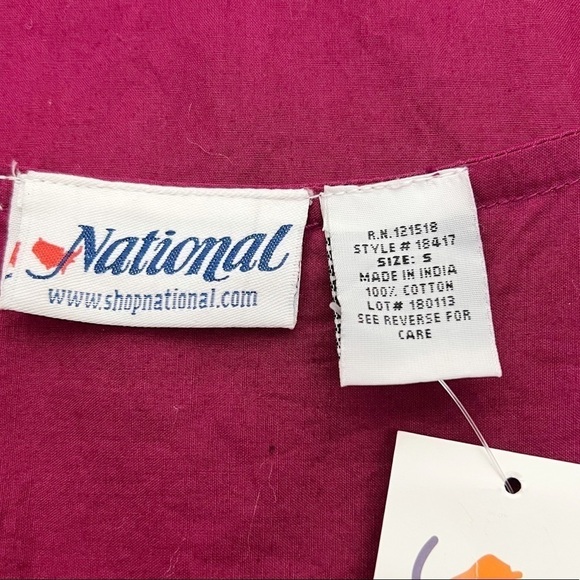 National
www.shopnational.com
R.N.121518
STYLE# 18417
SIZE: S
MADE IN INDIA
100% COTTON
LOT# 180113
SEE REVERSE FOR
CARE